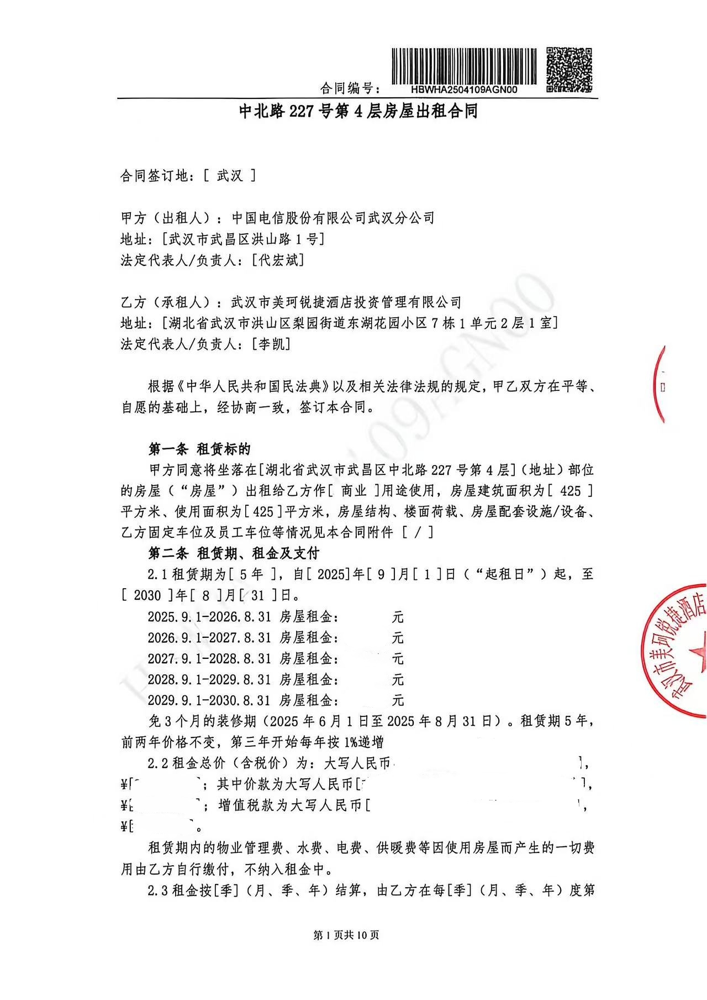 合同编号：
HBWHA2504109AGN00
中北路 227 号第 4 层房屋出租合同
合同签订地：[ 武汉 ]
甲方（出租人）：中国电信股份有限公司武汉分公司
地址：[武汉市武昌区洪山路 1 号]
法定代表人/负责人：[代宏斌]
乙方（承租人）：武汉市美珂锐捷酒店投资管理有限公司
地址：[湖北省武汉市洪山区梨园街道东湖花园小区 7 栋 1 单元 2 层 1 室]
法定代表人/负责人：[李凯]
根据《中华人民共和国民法典》以及相关法律法规的规定，甲乙双方在平等、
自愿的基础上，经协商一致，签订本合同。
第一条 租赁标的
甲方同意将坐落在[湖北省武汉市武昌区中北路 227 号第 4 层]（地址）部位
的房屋（“房屋”）出租给乙方作[ 商业 ]用途使用，房屋建筑面积为[ 425 ]
平方米、使用面积为[ 425 ]平方米，房屋结构、楼面荷载、房屋配套设施/设备、
乙方固定车位及员工车位等情况见本合同附件 [ / ]
第二条 租赁期、租金及支付
2.1 租赁期为[ 5 年 ]，自[ 2025]年[ 9 ]月[ 1 ]日（“起租日”）起，至
[ 2030 ]年[ 8 ]月[ 31 ]日。
2025.9.1-2026.8.31 房屋租金： 元
2026.9.1-2027.8.31 房屋租金： 元
2027.9.1-2028.8.31 房屋租金： 元
2028.9.1-2029.8.31 房屋租金： 元
2029.9.1-2030.8.31 房屋租金： 元
免 3 个月的装修期（2025 年 6 月 1 日至 2025 年 8 月 31 日）。租赁期 5 年，
前两年价格不变，第三年开始每年按 1%递增
2.2 租金总价（含税价）为：大写人民币 ]，
¥[ ]；其中价款为大写人民币[ ]，
¥[ ]；增值税款为大写人民币[ ]，
¥[ ]。
租赁期内的物业管理费、水费、电费、供暖费等因使用房屋而产生的一切费
用由乙方自行缴付，不纳入租金中。
2.3 租金按[季]（月、季、年）结算，由乙方在每[季]（月、季、年）度第
第 1 页共 10 页
武汉市美珂锐捷酒店